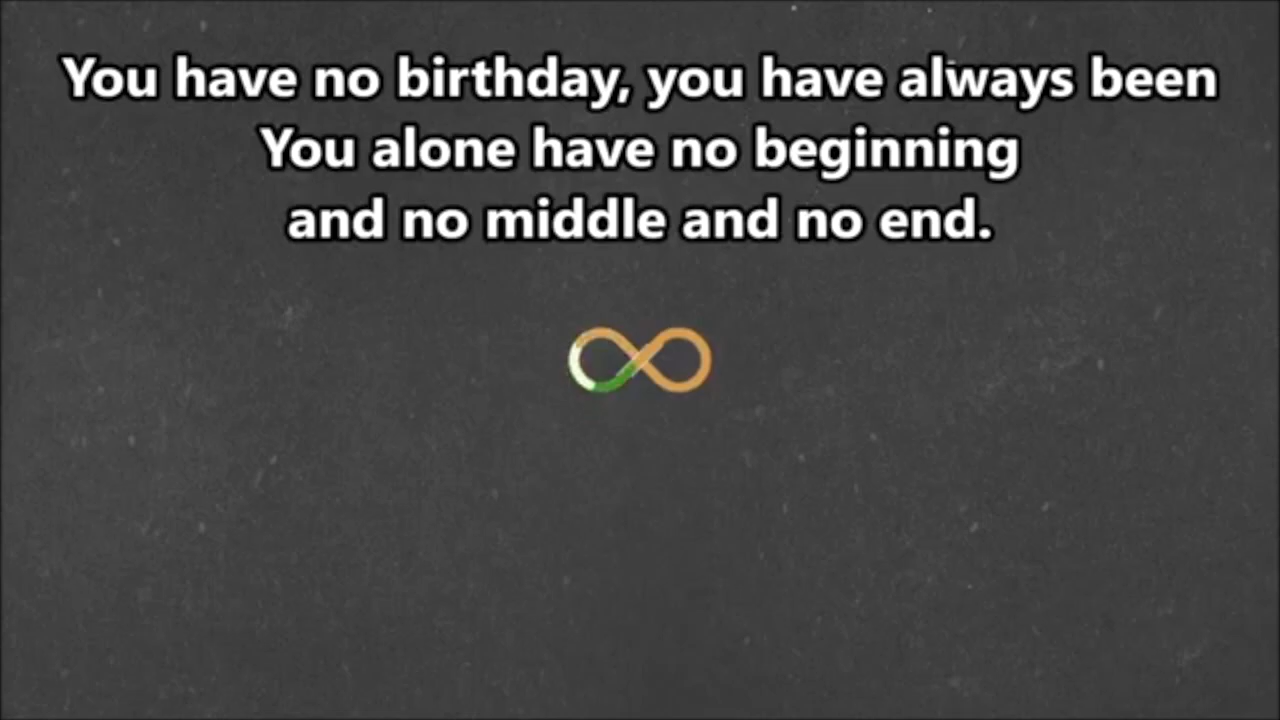 You have no birthday, you have always been
You alone have no beginning
and no middle and no end.